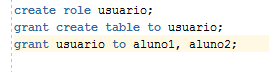 create role usuario;
grant create table to usuario;
grant usuario to aluno1, aluno2;